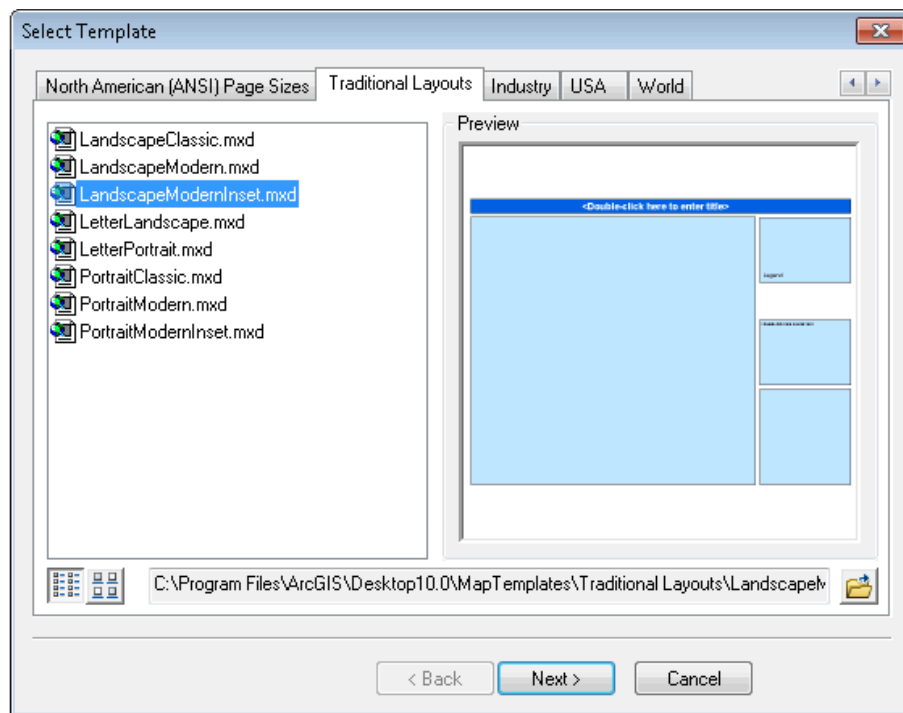 Select Template
North American (ANSI) Page Sizes
Traditional Layouts
Industry
USA
World
LandscapeClassic.mxd
LandscapeModern.mxd
LandscapeModernInset.mxd
LetterLandscape.mxd
LetterPortrait.mxd
PortraitClassic.mxd
PortraitModern.mxd
PortraitModernInset.mxd
Preview
<Double-click here to enter title>
Legend
C:\Program Files\ArcGIS\Desktop10.0\MapTemplates\Traditional Layouts\Landscape
< Back
Next >
Cancel